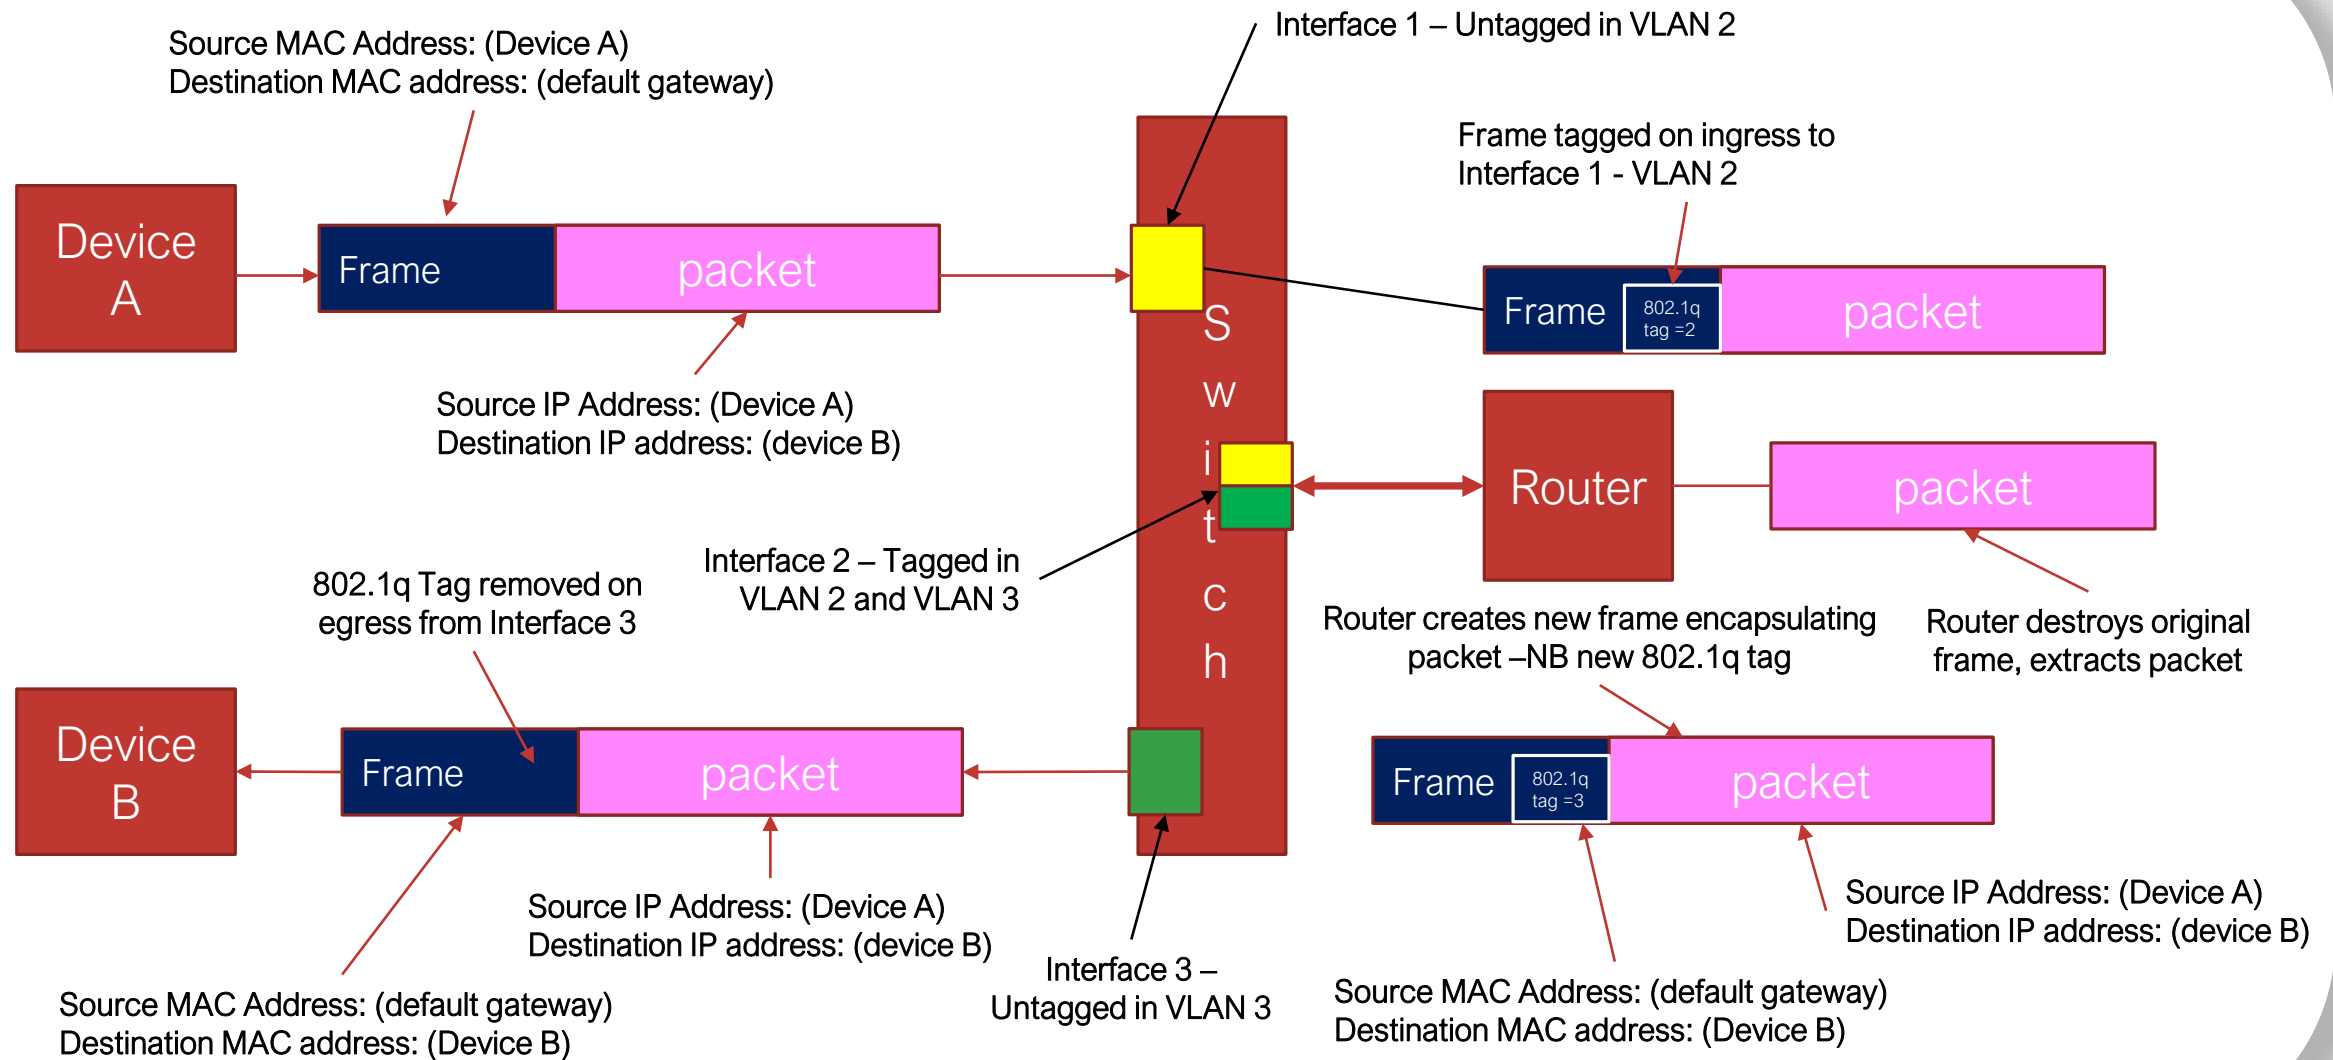 Source MAC Address: (Device A)
Destination MAC address: (default gateway)
Interface 1 – Untagged in VLAN 2
Frame tagged on ingress to
Interface 1 - VLAN 2
Device
A
Frame
packet
Frame
802.1q
tag =2
packet
Source IP Address: (Device A)
Destination IP address: (device B)
Switch
Router
packet
Interface 2 – Tagged in
VLAN 2 and VLAN 3
802.1q Tag removed on
egress from Interface 3
Router creates new frame encapsulating
packet –NB new 802.1q tag
Router destroys original
frame, extracts packet
Device
B
Frame
packet
Frame
802.1q
tag =3
packet
Source IP Address: (Device A)
Destination IP address: (device B)
Source IP Address: (Device A)
Destination IP address: (device B)
Interface 3 –
Untagged in VLAN 3
Source MAC Address: (default gateway)
Destination MAC address: (Device B)
Source MAC Address: (default gateway)
Destination MAC address: (Device B)